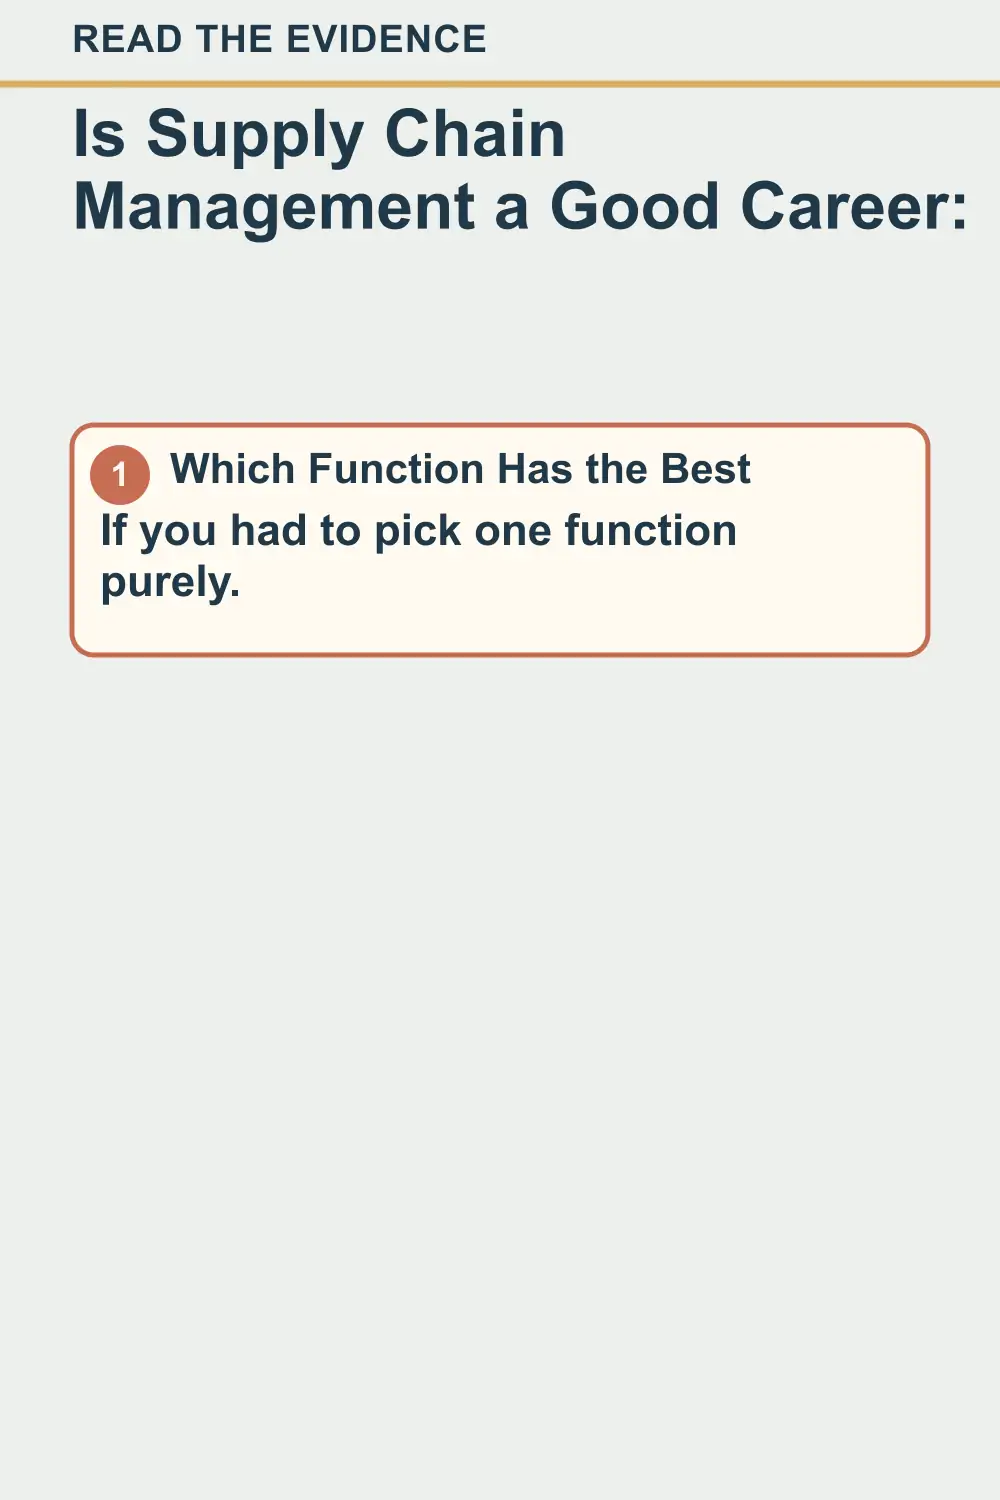 READ THE EVIDENCE
Is Supply Chain
Management a Good Career:
1 Which Function Has the Best
If you had to pick one function
purely.